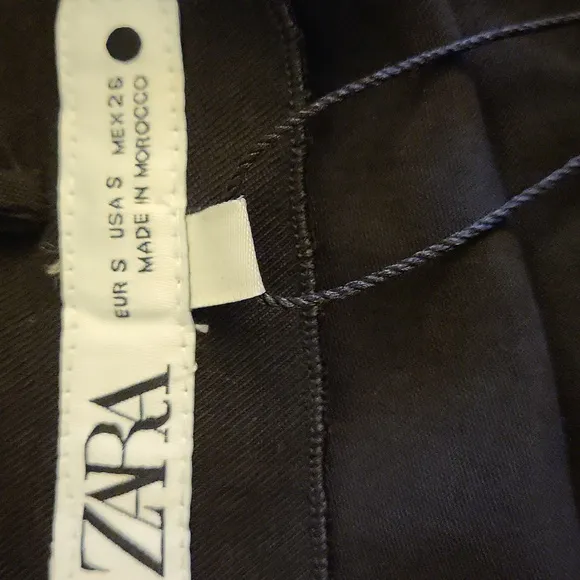 ZARA
EUR S USA S MEX 26
MADE IN MOROCCO